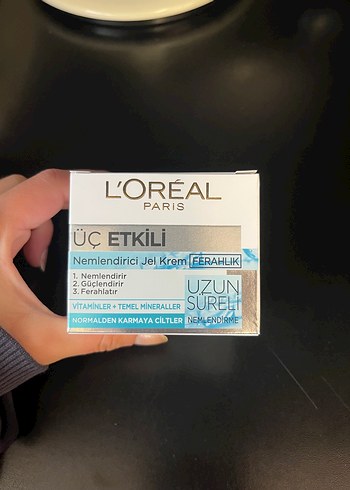 L'ORÉAL
PARIS
ÜÇ ETKİLİ
Nemlendirici Jel Krem FERAHLIK
1. Nemlendirir
2. Güçlendirir
3. Ferahlatır
UZUN
SÜRELİ
NEMLENDİRME
VİTAMİNLER + TEMEL MİNERALLER
NORMALDEN KARMAYA CİLTLER